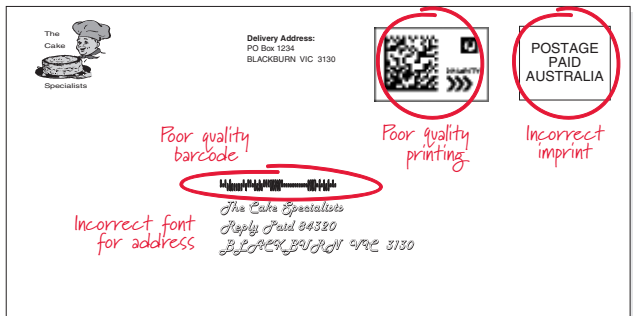 The
Cake
Specialists
Delivery Address:
PO Box 1234
BLACKBURN VIC 3130
POSTAGE
PAID
AUSTRALIA
Poor quality
barcode
Poor quality
printing
Incorrect
imprint
Incorrect font
for address
The Cake Specialists
Reply Paid 84320
BLACKBURN VIC 3130